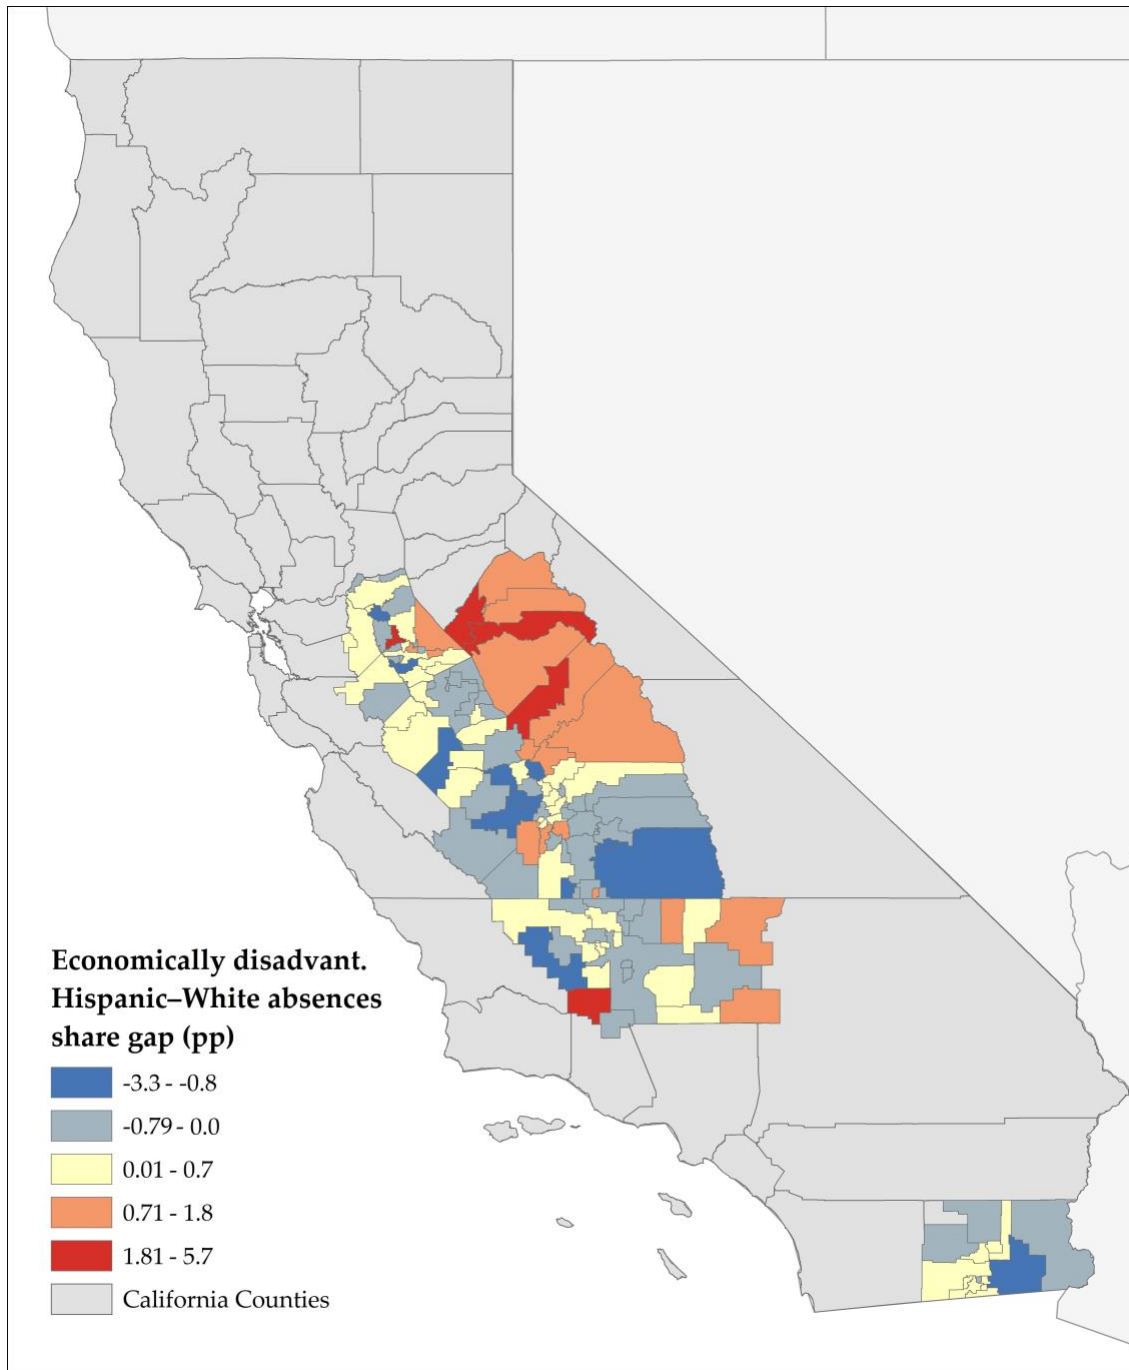 Economically disadvant.
Hispanic–White absences
share gap (pp)
-3.3 - -0.8
-0.79 - 0.0
0.01 - 0.7
0.71 - 1.8
1.81 - 5.7
California Counties